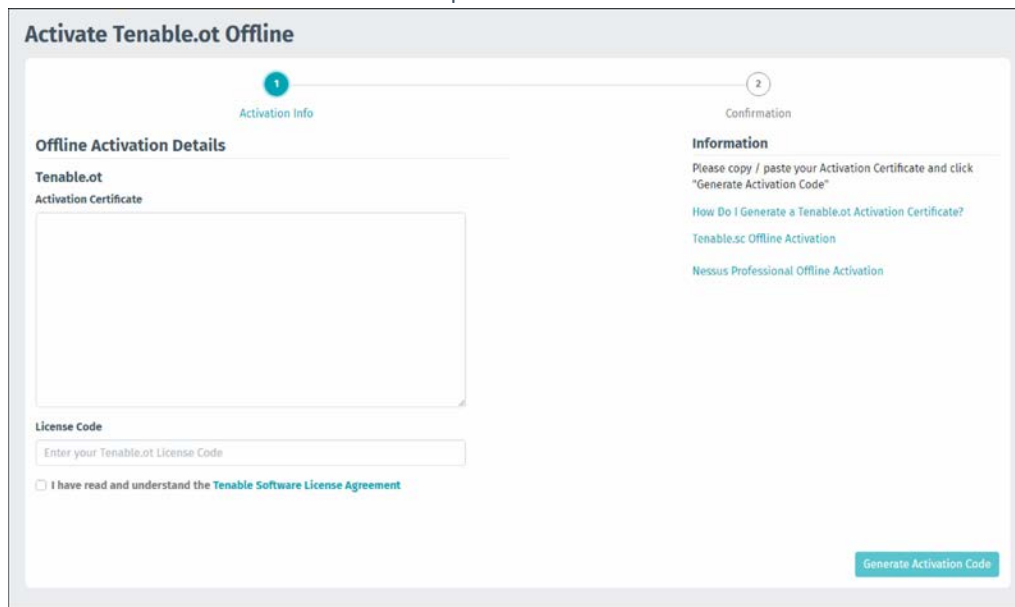 Activate Tenable.ot Offline
1
2
Activation Info
Confirmation
Offline Activation Details
Tenable.ot
Activation Certificate
License Code
Enter your Tenable.ot License Code
I have read and understand the Tenable Software License Agreement
Information
Please copy / paste your Activation Certificate and click
"Generate Activation Code"
How Do I Generate a Tenable.ot Activation Certificate?
Tenable.sc Offline Activation
Nessus Professional Offline Activation
Generate Activation Code